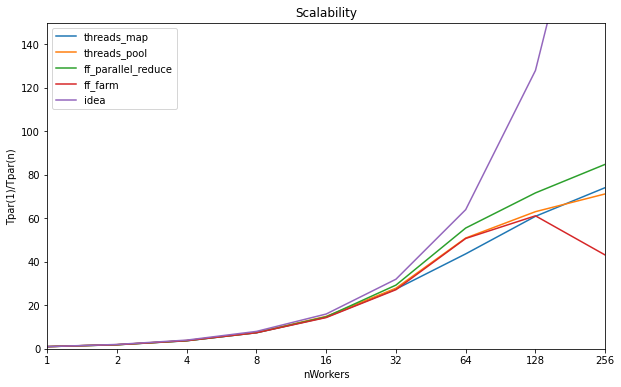 Scalability
threads_map
threads_pool
ff_parallel_reduce
ff_farm
idea
Tpar(1)/Tpar(n)
140
120
100
80
60
40
20
0
1 2 4 8 16 32 64 128 256
nWorkers